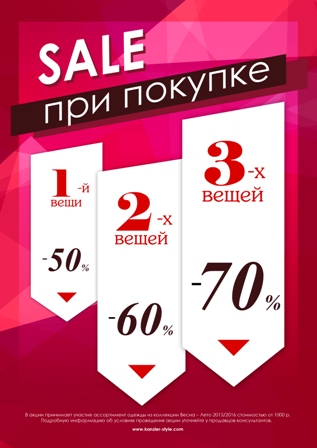 SALE
при покупке
1-й
вещи
-50%
2-х
вещей
-60%
3-х
вещей
-70%
В акции принимает участие ассортимент одежды из коллекции Весна – Лето 2015/2016 стоимостью от 1000 р.
Подробную информацию об условия проведения акции уточняйте у продавцов-консультантов.
www.kanzler-style.com